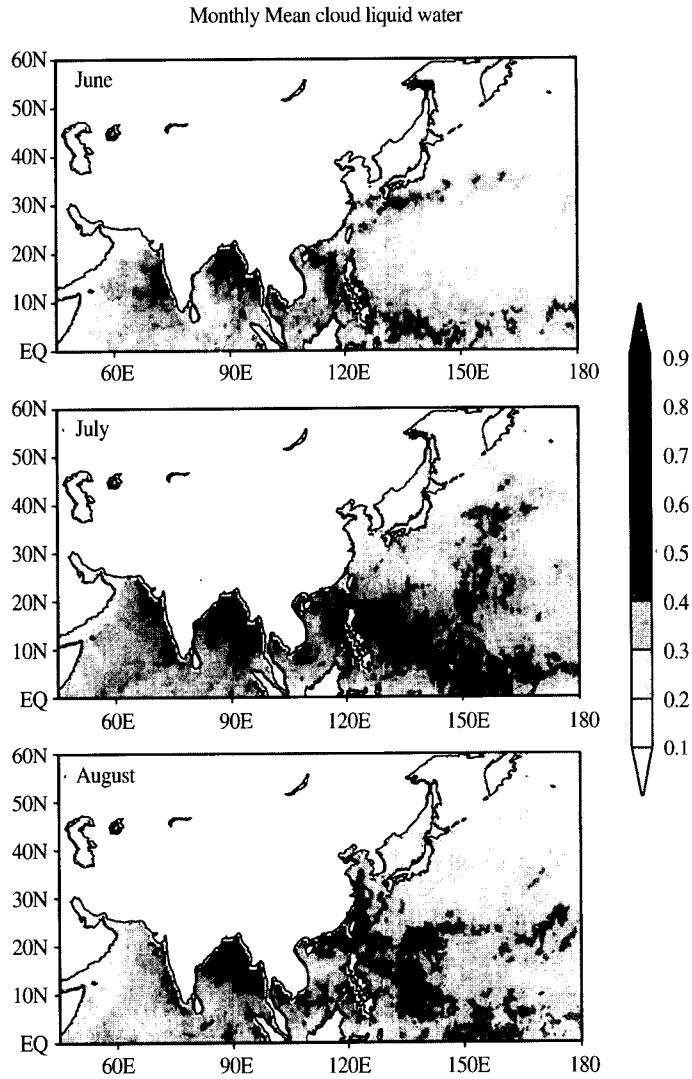 Monthly Mean cloud liquid water
60N
June
50N
40N
30N
20N
10N
EQ
60E 90E 120E 150E 180
60N
July
50N
40N
30N
20N
10N
EQ
60E 90E 120E 150E 180
60N
August
50N
40N
30N
20N
10N
EQ
60E 90E 120E 150E 180
0.9
0.8
0.7
0.6
0.5
0.4
0.3
0.2
0.1